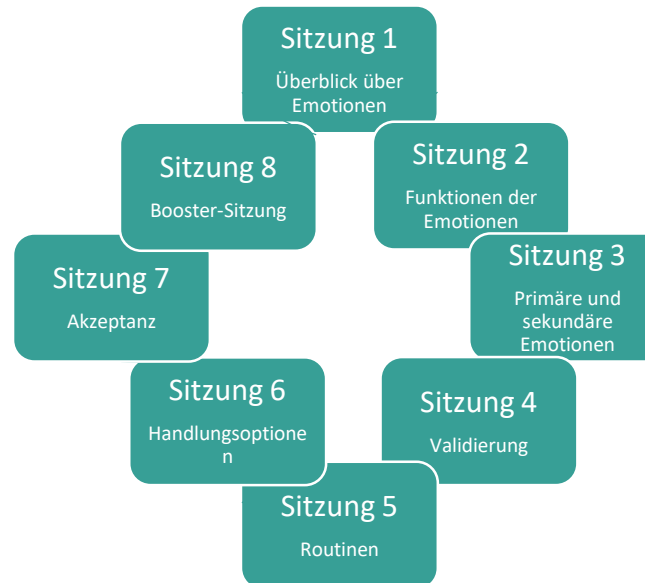 Sitzung 1
Überblick über
Emotionen
Sitzung 2
Funktionen der
Emotionen
Sitzung 3
Primäre und
sekundäre
Emotionen
Sitzung 4
Validierung
Sitzung 5
Routinen
Sitzung 6
Handlungsoptione
n
Sitzung 7
Akzeptanz
Sitzung 8
Booster-Sitzung